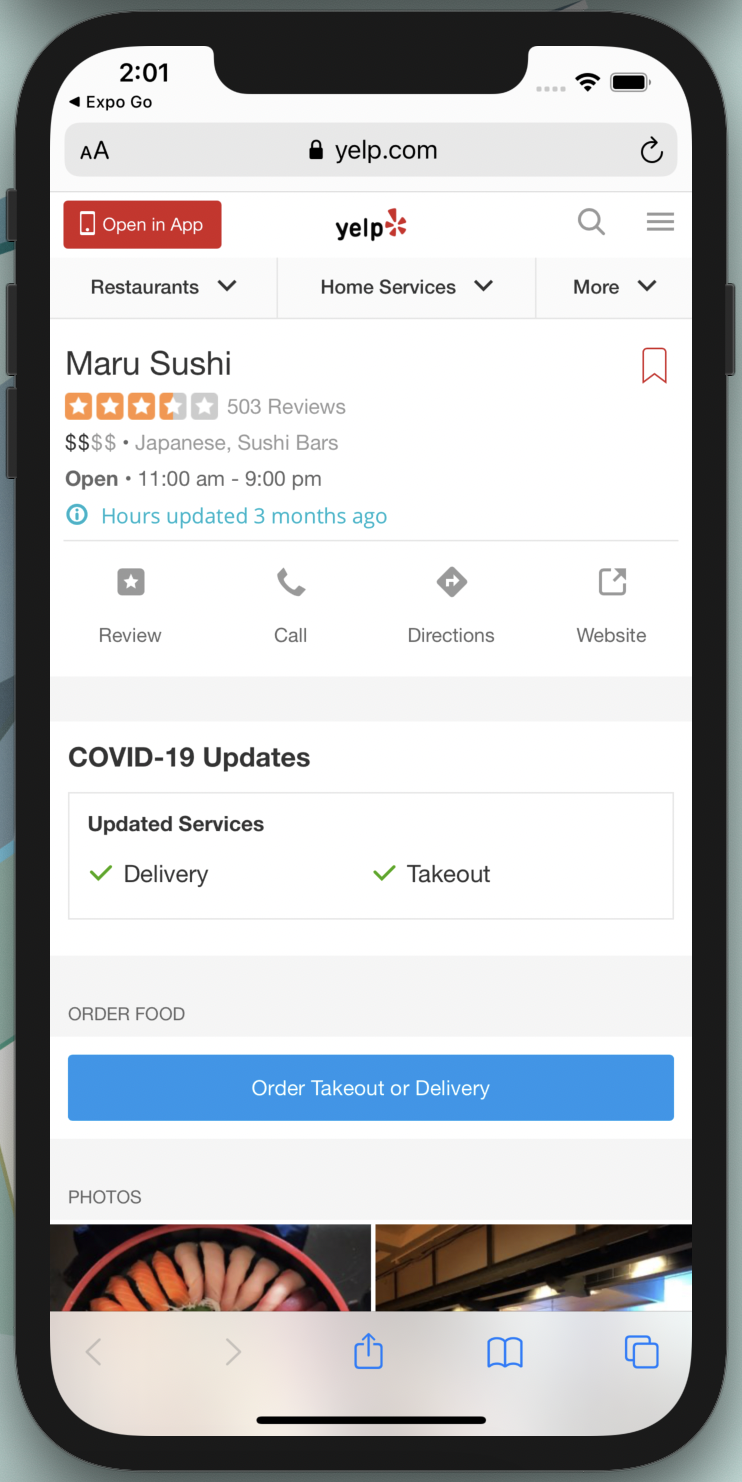 2:01
◀ Expo Go
AA yelp.com
Open in App yelp
Restaurants Home Services More
Maru Sushi
503 Reviews
$$$$ • Japanese, Sushi Bars
Open • 11:00 am - 9:00 pm
Hours updated 3 months ago
Review Call Directions Website
COVID-19 Updates
Updated Services
Delivery Takeout
ORDER FOOD
Order Takeout or Delivery
PHOTOS